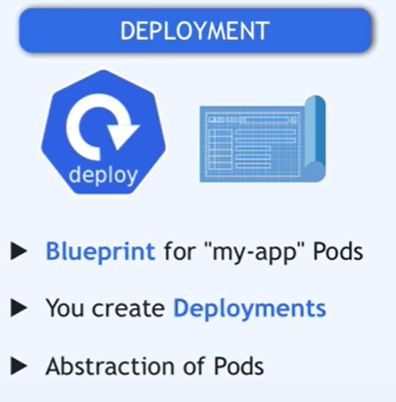 DEPLOYMENT
deploy
Blueprint for "my-app" Pods
You create Deployments
Abstraction of Pods